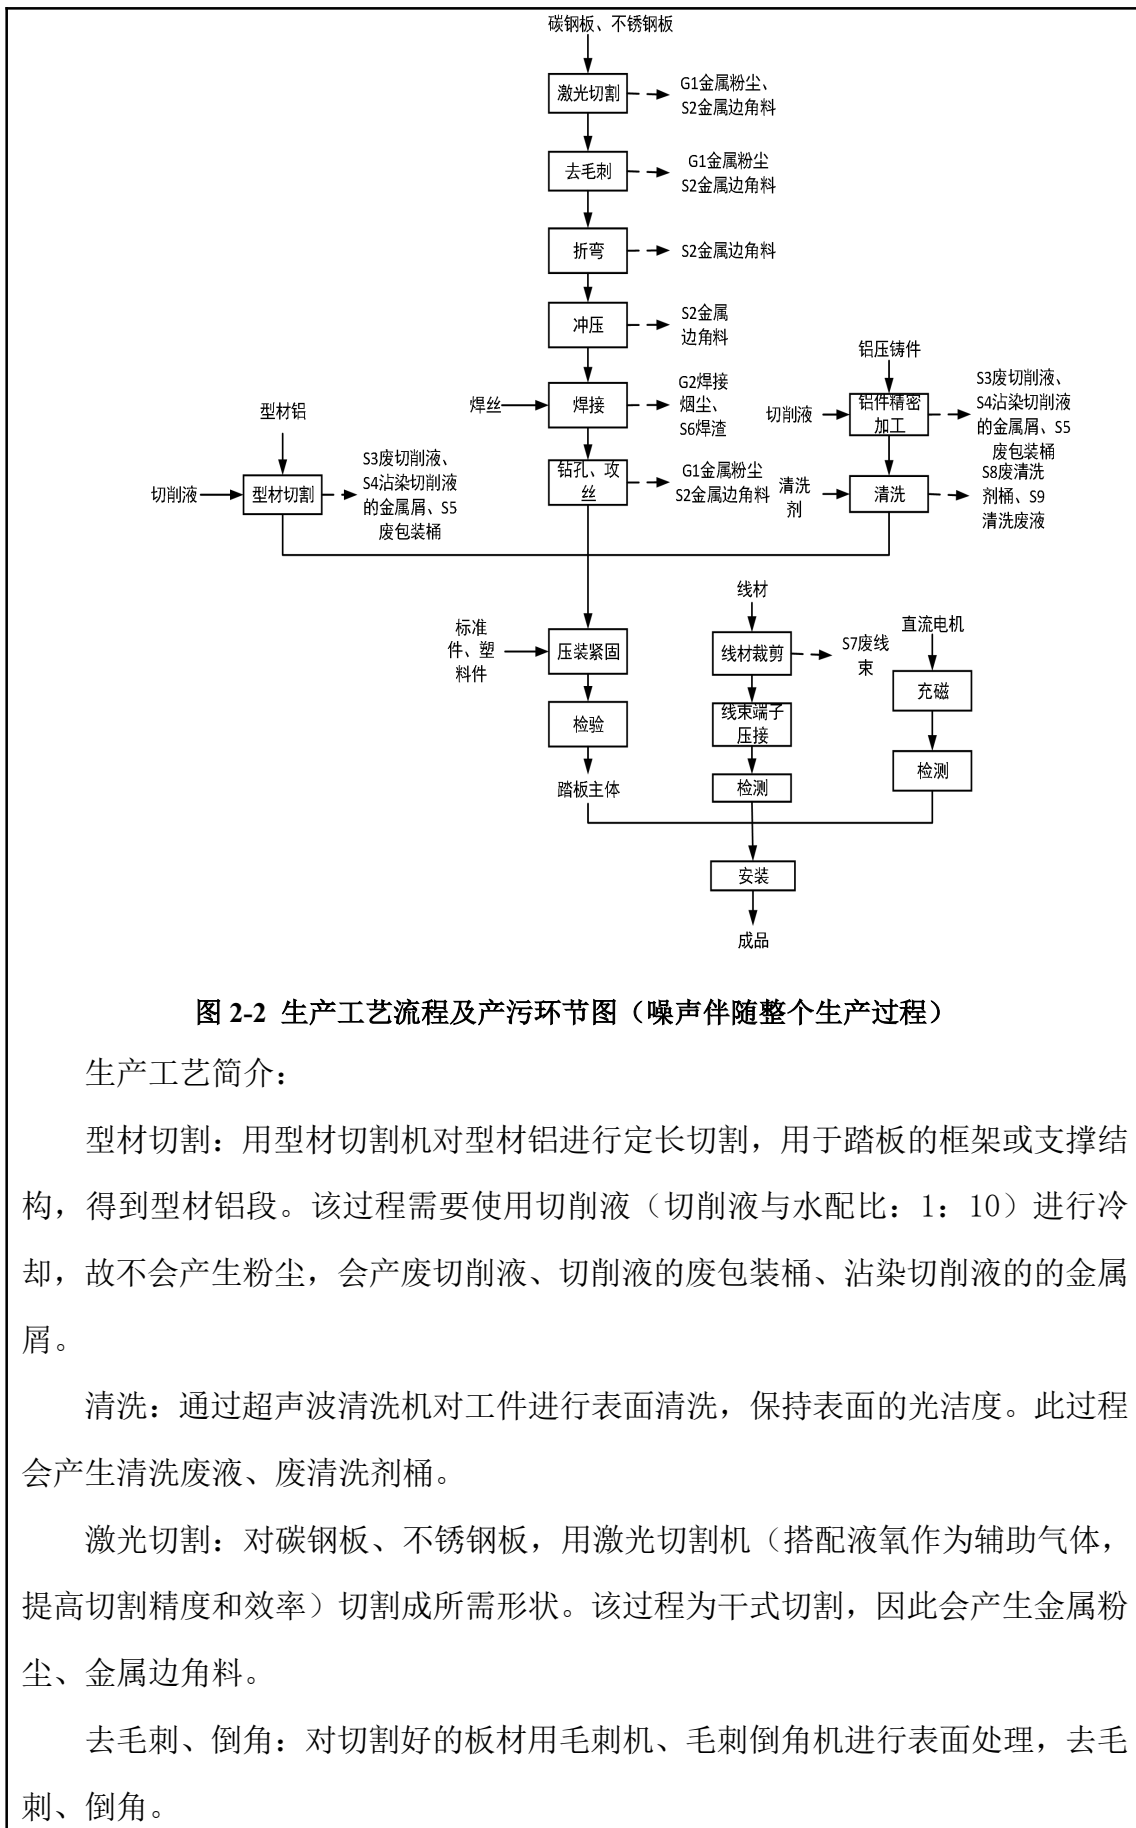 碳钢板、不锈钢板
激光切割
G1金属粉尘、
S2金属边角料
去毛刺
G1金属粉尘
S2金属边角料
折弯
S2金属边角料
冲压
S2金属
边角料
焊丝
焊接
G2焊接
烟尘、
S6焊渣
钻孔、攻
丝
G1金属粉尘
S2金属边角料
型材铝
切削液
型材切割
S3废切削液、
S4沾染切削液
的金属屑、S5
废包装桶
铝压铸件
切削液
铝件精密
加工
S3废切削液、
S4沾染切削液
的金属屑、S5
废包装桶
清洗
剂
清洗
S8废清洗
剂桶、S9
清洗废液
标准
件、塑
料件
压装紧固
检验
踏板主体
线材
线材裁剪
S7废线
束
线束端子
压接
检测
直流电机
充磁
检测
安装
成品
图 2-2 生产工艺流程及产污环节图（噪声伴随整个生产过程）
生产工艺简介：
型材切割：用型材切割机对型材铝进行定长切割，用于踏板的框架或支撑结
构，得到型材铝段。该过程需要使用切削液（切削液与水配比：1：10）进行冷
却，故不会产生粉尘，会产废切削液、切削液的废包装桶、沾染切削液的的金属
屑。
清洗：通过超声波清洗机对工件进行表面清洗，保持表面的光洁度。此过程
会产生清洗废液、废清洗剂桶。
激光切割：对碳钢板、不锈钢板，用激光切割机（搭配液氧作为辅助气体，
提高切割精度和效率）切割成所需形状。该过程为干式切割，因此会产生金属粉
尘、金属边角料。
去毛刺、倒角：对切割好的板材用毛刺机、毛刺倒角机进行表面处理，去毛
刺、倒角。